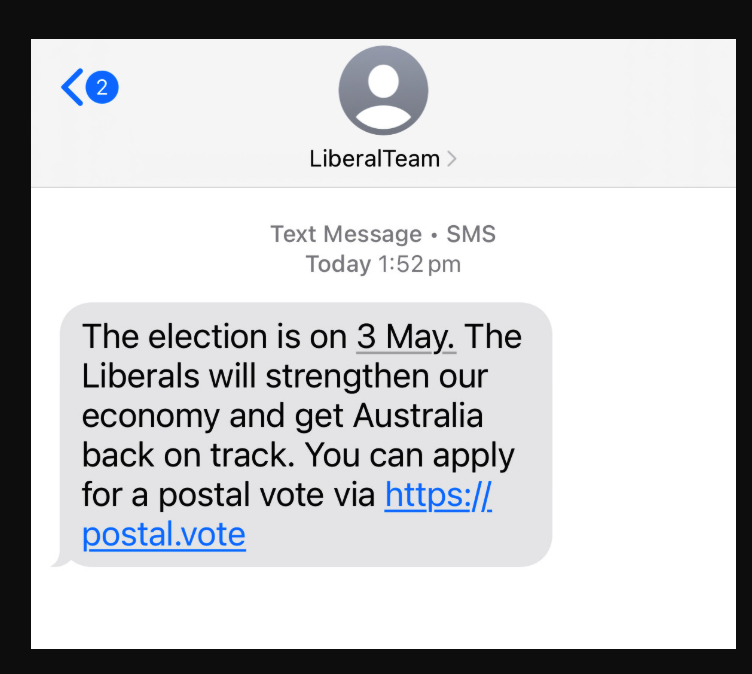 2
LiberalTeam
Text Message • SMS
Today 1:52 pm
The election is on 3 May. The
Liberals will strengthen our
economy and get Australia
back on track. You can apply
for a postal vote via https://
postal.vote